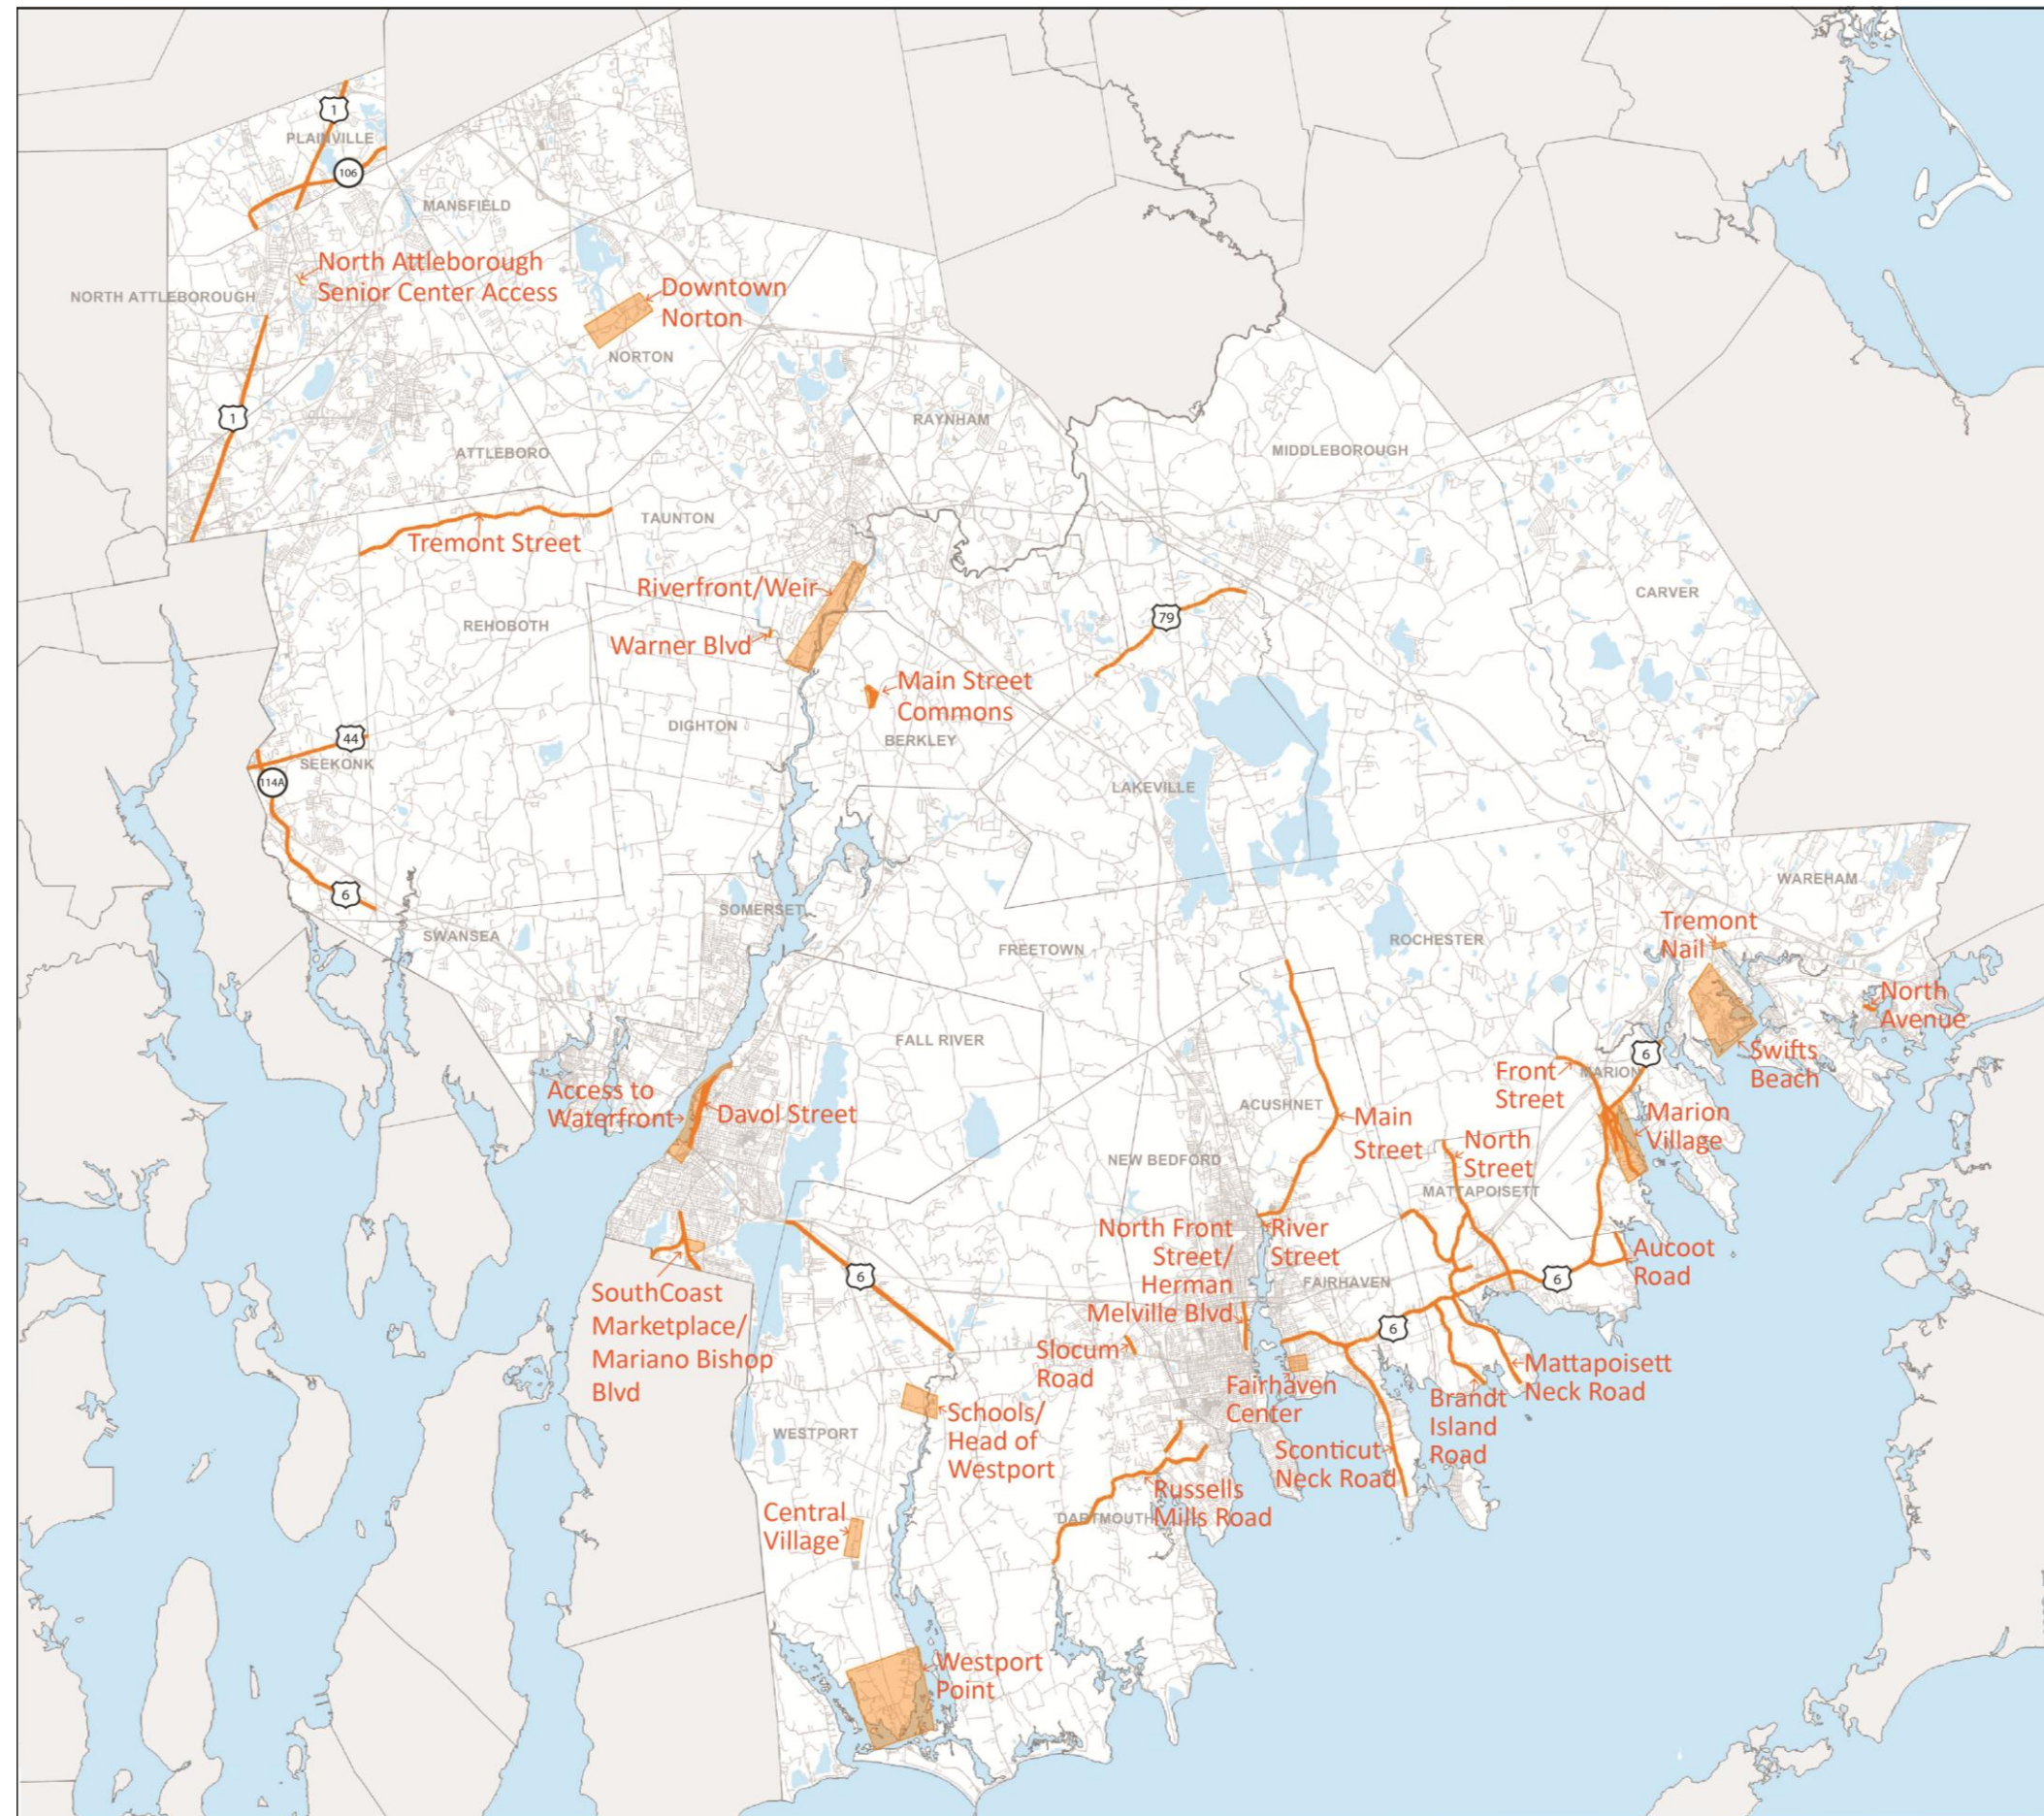 1
PLAINVILLE
106
MANSFIELD
North Attleborough
Senior Center Access
NORTH ATTLEBOROUGH
Downtown
Norton
NORTON
1
ATTLEBORO
RAYNHAM
MIDDLEBOROUGH
TAUNTON
Tremont Street
Riverfront/Weir
CARVER
79
REHOBOTH
Warner Blvd
Main Street
Commons
DIGHTON
BERKLEY
44
SEEKONK
114A
LAKEVILLE
6
WAREHAM
SOMERSET
SWANSEA
FREETOWN
ROCHESTER
Tremont
Nail
North
Avenue
FALL RIVER
6
Swifts
Beach
Front
Street
MARION
Access to
Waterfront
Davol Street
ACUSHNET
Main
Street
Marion
Village
North
Street
NEW BEDFORD
MATTAPOISETT
North Front
Street/
Herman
Melville Blvd
River
Street
Aucoot
Road
FAIRHAVEN
6
6
6
SouthCoast
Marketplace/
Mariano Bishop
Blvd
Slocum
Road
Fairhaven
Center
Mattapoisett
Neck Road
Brandt
Island
Road
Schools/
Head of
Westport
WESTPORT
Sconticut
Neck Road
Russells
Mills Road
DARTMOUTH
Central
Village
Westport
Point